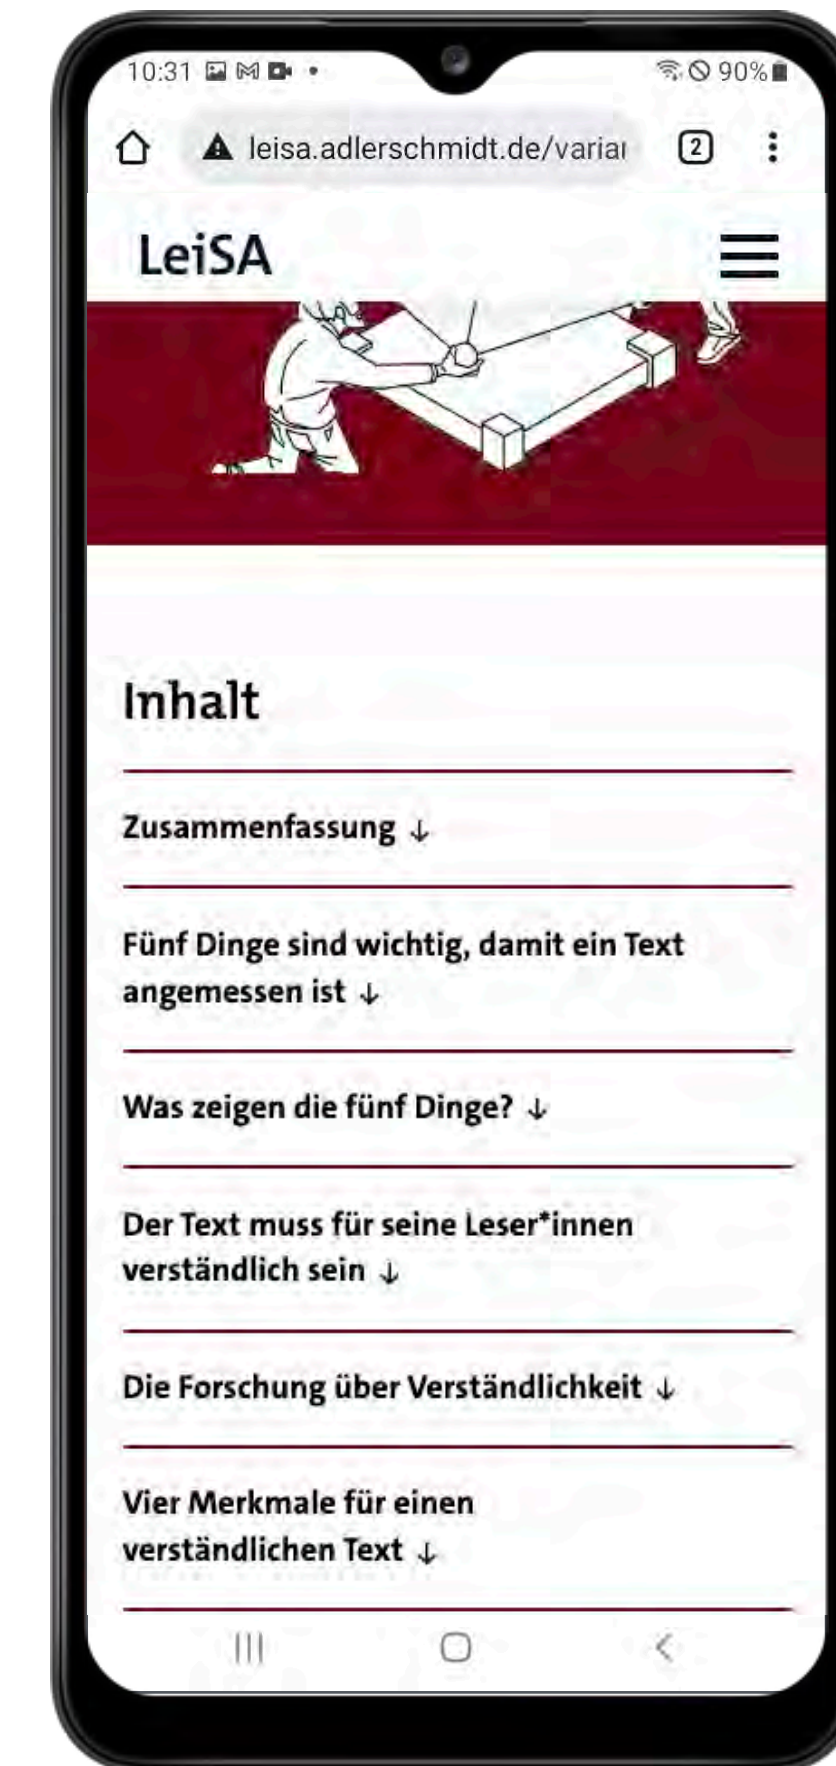 10:31
90%
leisa.adlerschmidt.de/variar
2
LeiSA
Inhalt
Zusammenfassung ↓
Fünf Dinge sind wichtig, damit ein Text
angemessen ist ↓
Was zeigen die fünf Dinge? ↓
Der Text muss für seine Leser*innen
verständlich sein ↓
Die Forschung über Verständlichkeit ↓
Vier Merkmale für einen
verständlichen Text ↓